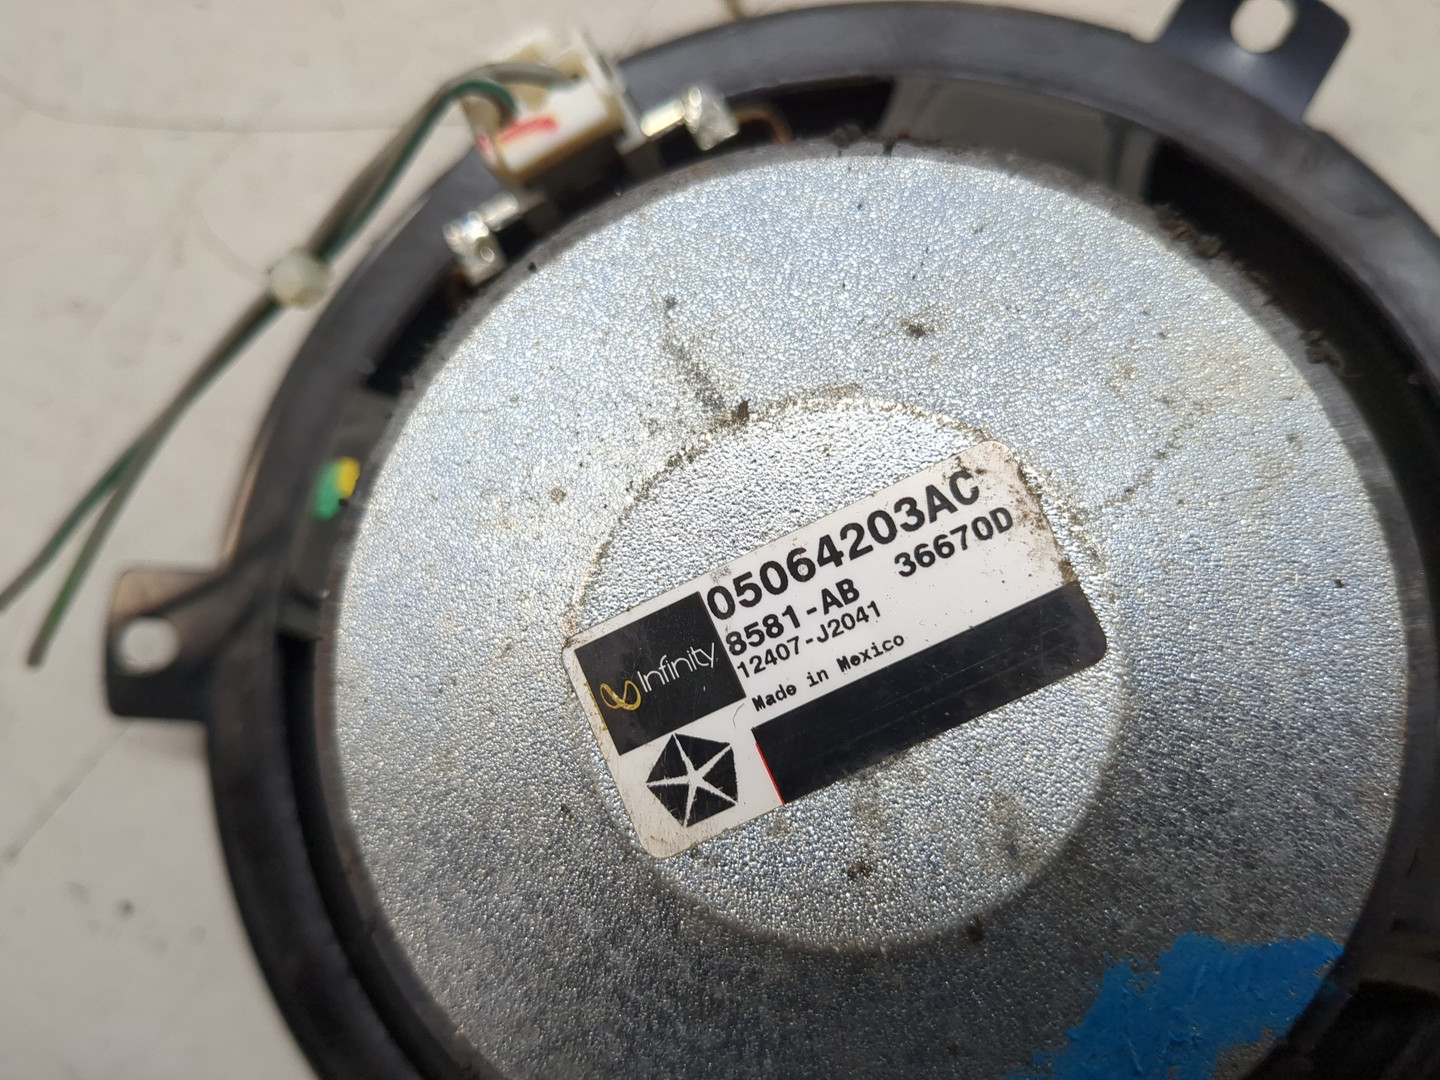 05064203AC
8581-AB 36670D
12407-J2041
Made in Mexico
Infinity